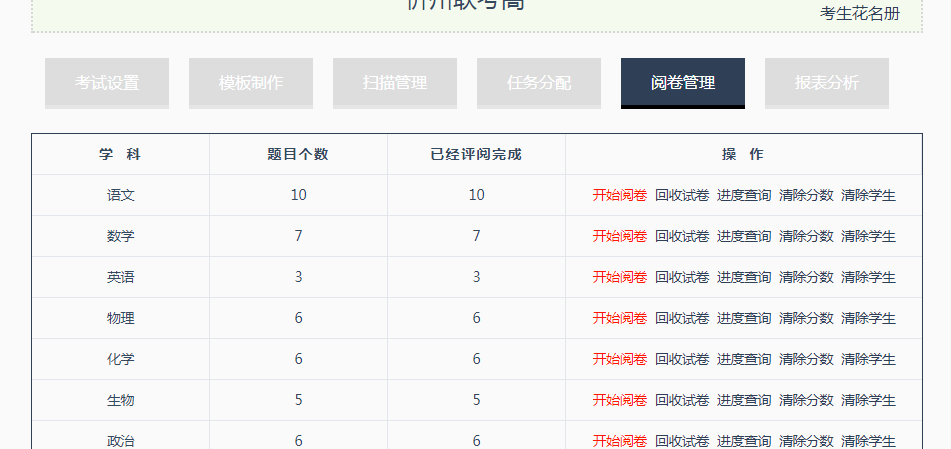 忻州联考高
考生花名册
考试设置 模板制作 扫描管理 任务分配 阅卷管理 报表分析
学 科 题目个数 已经评阅完成 操 作
语文 10 10 开始阅卷 回收试卷 进度查询 清除分数 清除学生
数学 7 7 开始阅卷 回收试卷 进度查询 清除分数 清除学生
英语 3 3 开始阅卷 回收试卷 进度查询 清除分数 清除学生
物理 6 6 开始阅卷 回收试卷 进度查询 清除分数 清除学生
化学 6 6 开始阅卷 回收试卷 进度查询 清除分数 清除学生
生物 5 5 开始阅卷 回收试卷 进度查询 清除分数 清除学生
政治 6 6 开始阅卷 回收试卷 进度查询 清除分数 清除学生